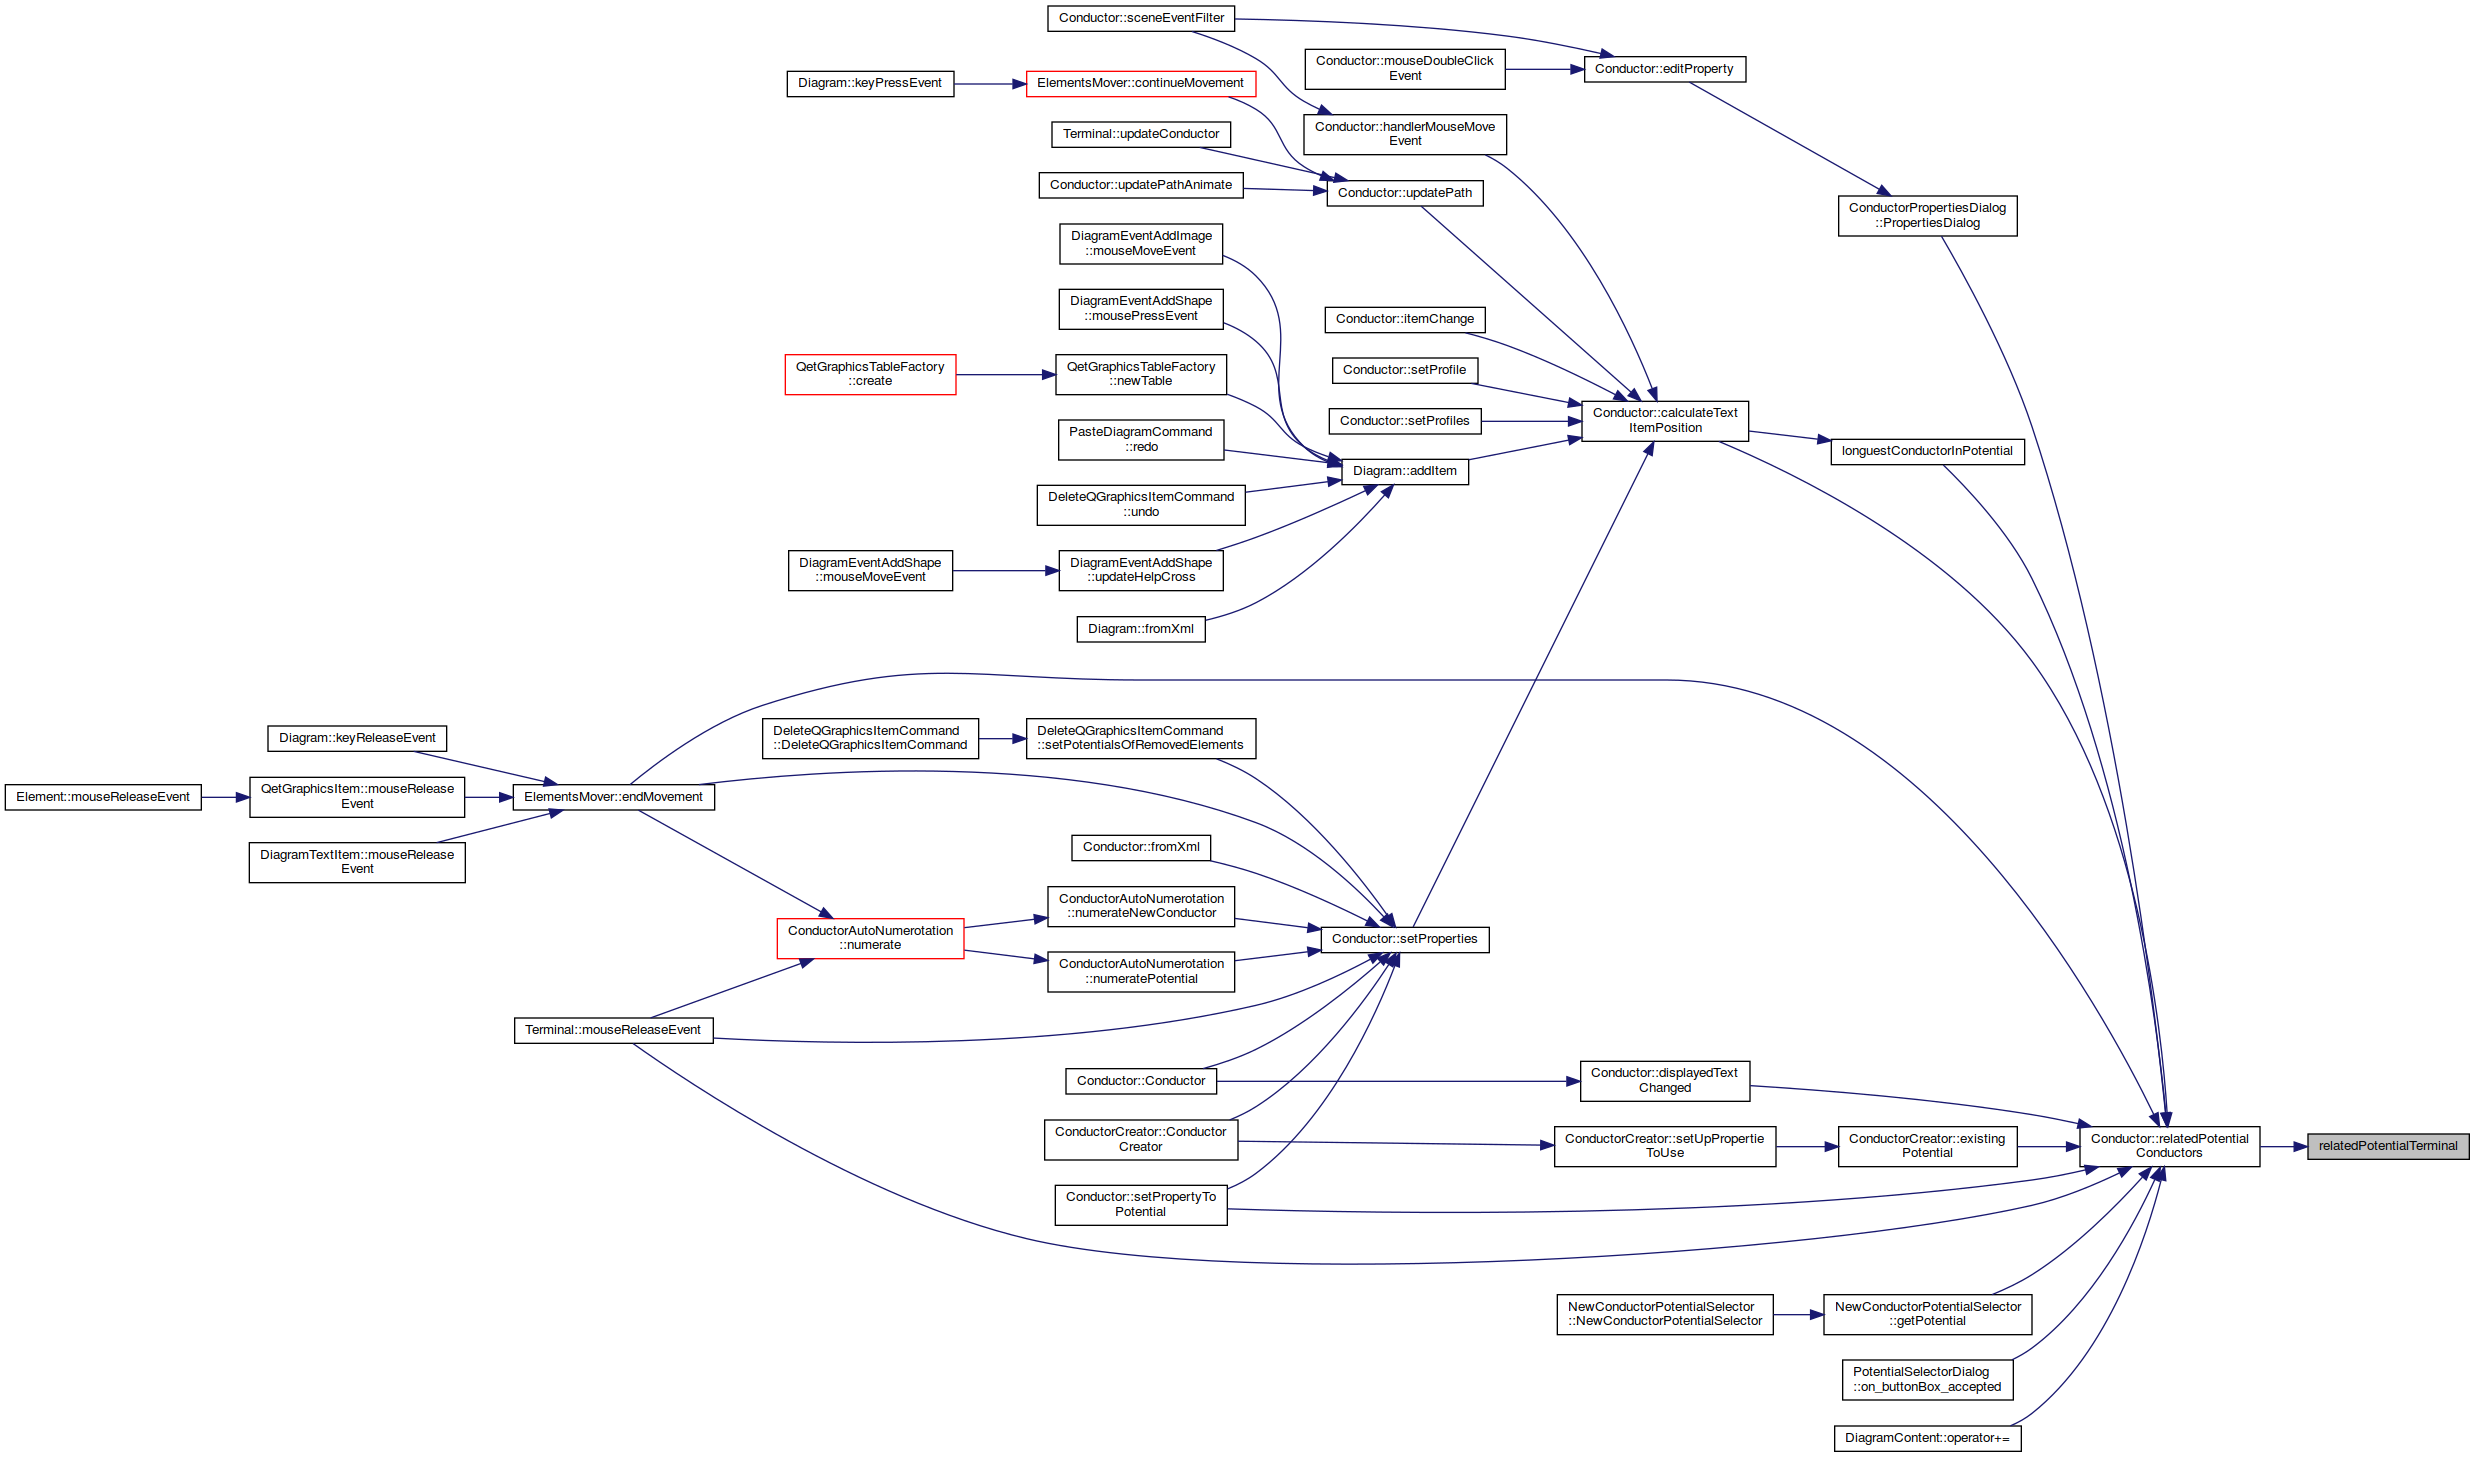 Conductor::sceneEventFilter
Conductor::mouseDoubleClick
Event
Conductor::editProperty
Diagram::keyPressEvent
ElementsMover::continueMovement
Terminal::updateConductor
Conductor::handlerMouseMove
Event
Conductor::updatePathAnimate
Conductor::updatePath
ConductorPropertiesDialog
::PropertiesDialog
DiagramEventAddImage
::mouseMoveEvent
DiagramEventAddShape
::mousePressEvent
Conductor::itemChange
QetGraphicsTableFactory
::create
QetGraphicsTableFactory
::newTable
Conductor::setProfile
Conductor::setProfiles
Conductor::calculateText
ItemPosition
PasteDiagramCommand
::redo
longuestConductorInPotential
Diagram::addItem
DeleteQGraphicsItemCommand
::undo
DiagramEventAddShape
::mouseMoveEvent
DiagramEventAddShape
::updateHelpCross
Diagram::fromXml
Diagram::keyReleaseEvent
DeleteQGraphicsItemCommand
::DeleteQGraphicsItemCommand
DeleteQGraphicsItemCommand
::setPotentialsOfRemovedElements
Element::mouseReleaseEvent
QetGraphicsItem::mouseRelease
Event
ElementsMover::endMovement
DiagramTextItem::mouseRelease
Event
Conductor::fromXml
ConductorAutoNumerotation
::numerateNewConductor
ConductorAutoNumerotation
::numerate
Conductor::setProperties
ConductorAutoNumerotation
::numeratePotential
Terminal::mouseReleaseEvent
Conductor::Conductor
Conductor::displayedText
Changed
ConductorCreator::Conductor
Creator
ConductorCreator::setUpPropertie
ToUse
ConductorCreator::existing
Potential
Conductor::relatedPotential
Conductors
relatedPotentialTerminal
Conductor::setPropertyTo
Potential
NewConductorPotentialSelector
::NewConductorPotentialSelector
NewConductorPotentialSelector
::getPotential
PotentialSelectorDialog
::on_buttonBox_accepted
DiagramContent::operator+=